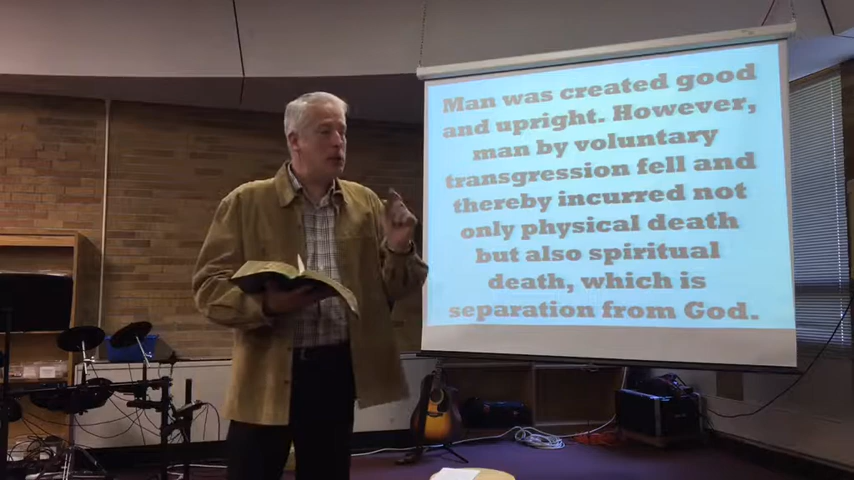 Man was created good
and upright. However,
man by voluntary
transgression fell and
thereby incurred not
only physical death
but also spiritual
death, which is
separation from God,